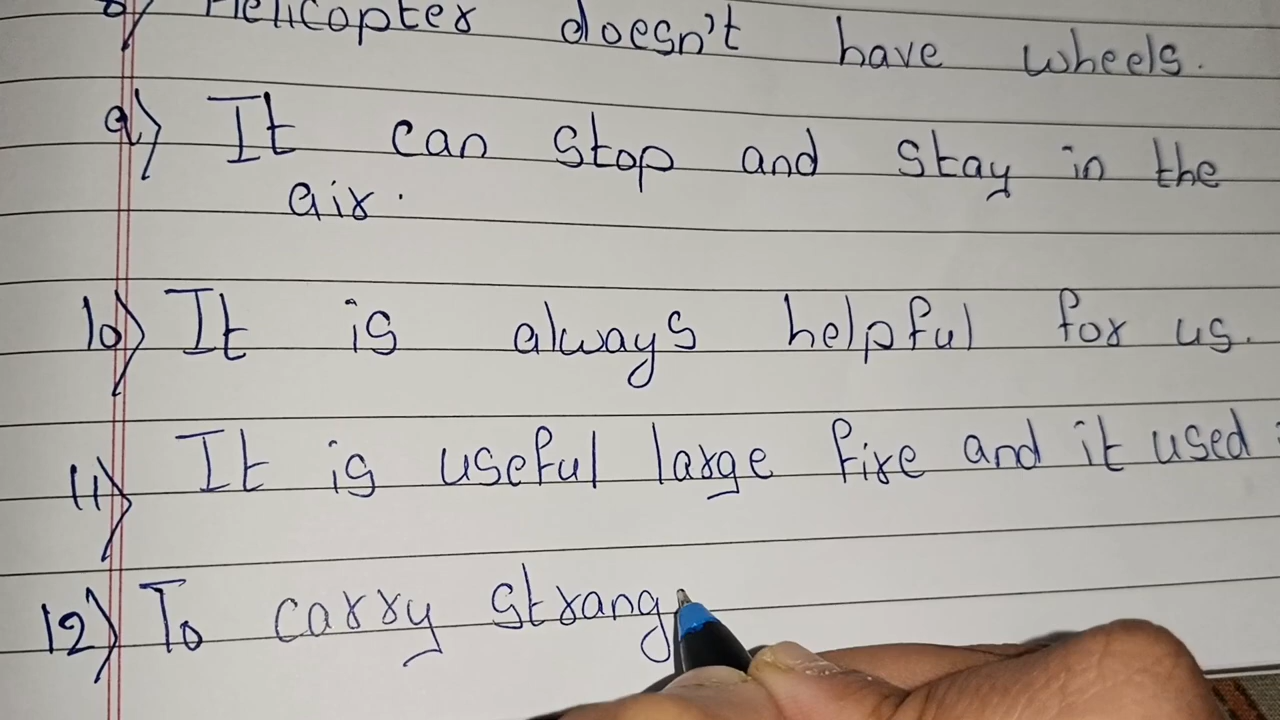 8) Helicopter doesn't have wheels.
9) It can stop and stay in the
air.
10) It is always helpful for us.
11) It is useful large fire and it used
12) To carry strang